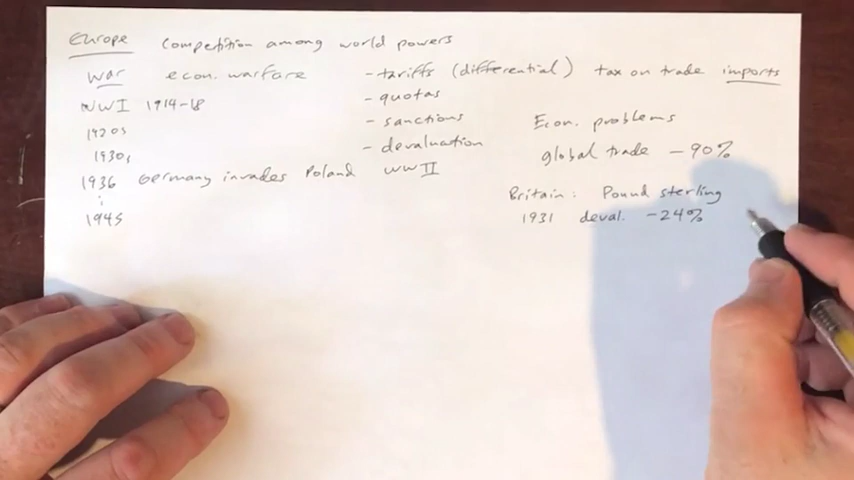 Europe Competition among world powers
war econ. warfare - tariffs (differential) tax on trade imports
WWI 1914-18 - quotas
1920s - sanctions Econ. problems
1930s - devaluation global trade -90%
1936 Germany invades Poland WWII
Britain: Pound sterling
1945 1931 deval. -24%